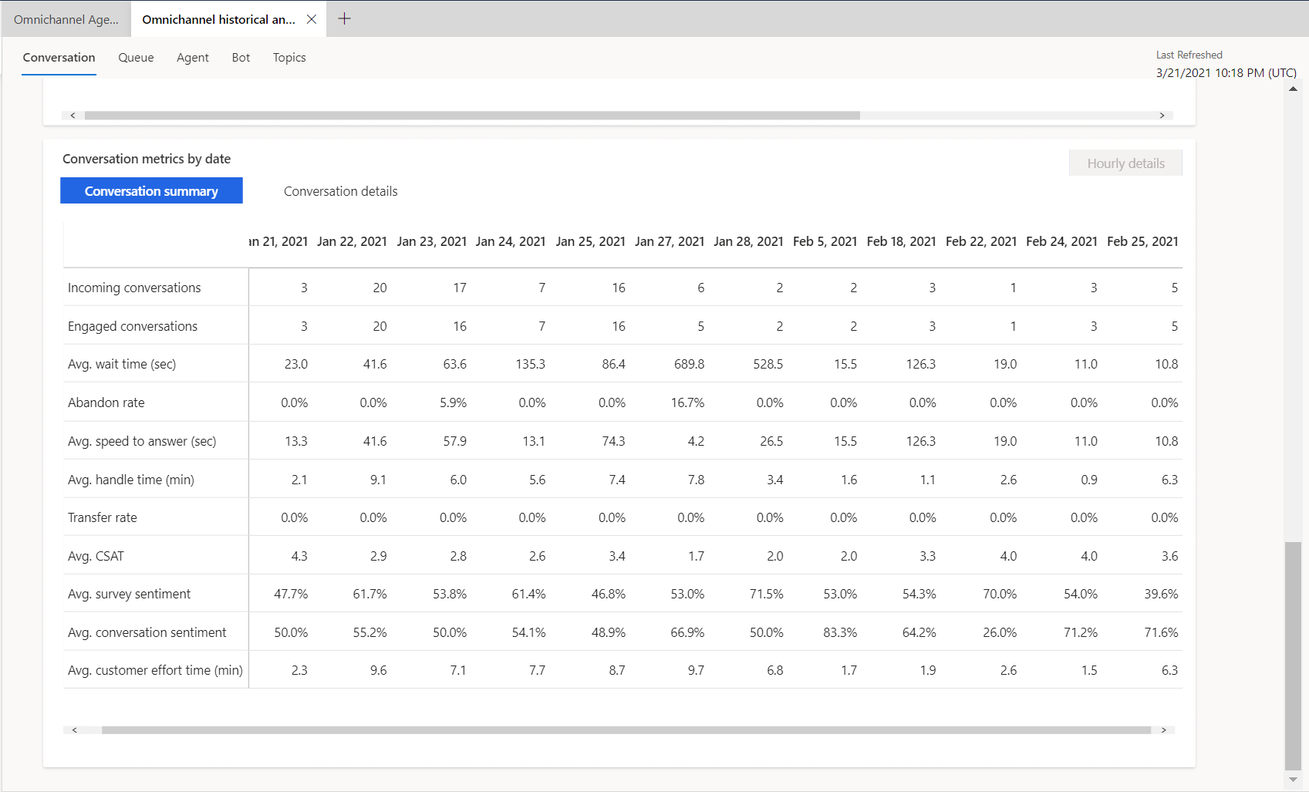 Omnichannel Age... Omnichannel historical an...
Conversation Queue Agent Bot Topics
Last Refreshed
3/21/2021 10:18 PM (UTC)
Conversation metrics by date
Hourly details
Conversation summary Conversation details
n 21, 2021 Jan 22, 2021 Jan 23, 2021 Jan 24, 2021 Jan 25, 2021 Jan 27, 2021 Jan 28, 2021 Feb 5, 2021 Feb 18, 2021 Feb 22, 2021 Feb 24, 2021 Feb 25, 2021
Incoming conversations 3 20 17 7 16 6 2 2 3 1 3 5
Engaged conversations 3 20 16 7 16 5 2 2 3 1 3 5
Avg. wait time (sec) 23.0 41.6 63.6 135.3 86.4 689.8 528.5 15.5 126.3 19.0 11.0 10.8
Abandon rate 0.0% 0.0% 5.9% 0.0% 0.0% 16.7% 0.0% 0.0% 0.0% 0.0% 0.0% 0.0%
Avg. speed to answer (sec) 13.3 41.6 57.9 13.1 74.3 4.2 26.5 15.5 126.3 19.0 11.0 10.8
Avg. handle time (min) 2.1 9.1 6.0 5.6 7.4 7.8 3.4 1.6 1.1 2.6 0.9 6.3
Transfer rate 0.0% 0.0% 0.0% 0.0% 0.0% 0.0% 0.0% 0.0% 0.0% 0.0% 0.0% 0.0%
Avg. CSAT 4.3 2.9 2.8 2.6 3.4 1.7 2.0 2.0 3.3 4.0 4.0 3.6
Avg. survey sentiment 47.7% 61.7% 53.8% 61.4% 46.8% 53.0% 71.5% 53.0% 54.3% 70.0% 54.0% 39.6%
Avg. conversation sentiment 50.0% 55.2% 50.0% 54.1% 48.9% 66.9% 50.0% 83.3% 64.2% 26.0% 71.2% 71.6%
Avg. customer effort time (min) 2.3 9.6 7.1 7.7 8.7 9.7 6.8 1.7 1.9 2.6 1.5 6.3